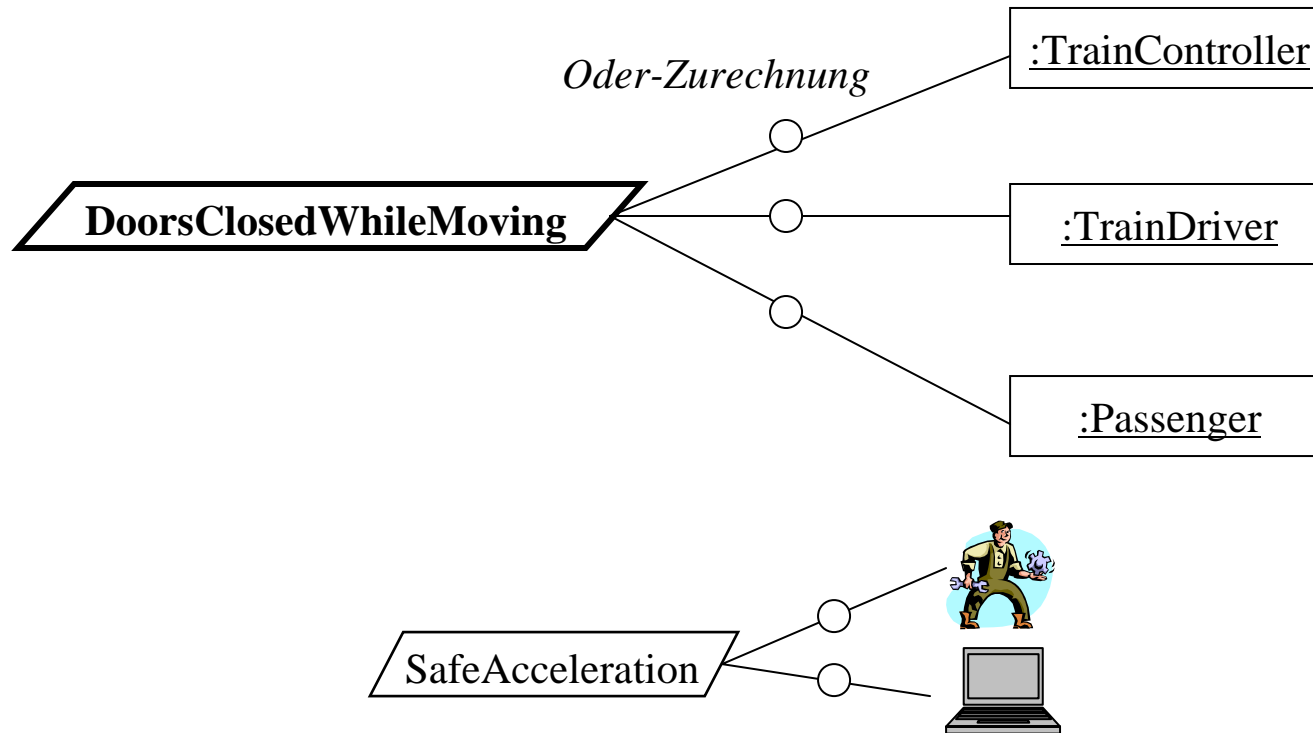 :TrainController
Oder-Zurechnung
DoorsClosedWhileMoving
:TrainDriver
:Passenger
SafeAcceleration